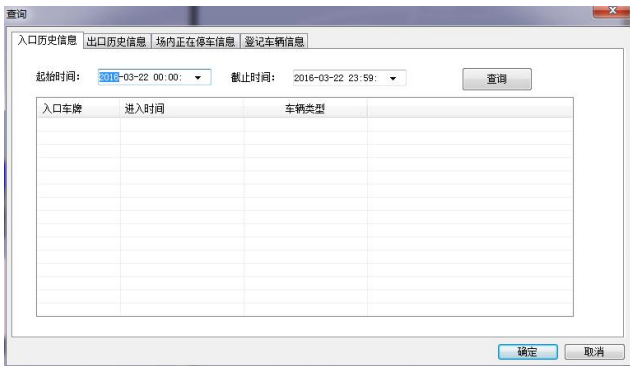 查询
入口历史信息 出口历史信息 场内正在停车信息 登记车辆信息
起始时间： 2016-03-22 00:00: 截止时间： 2016-03-22 23:59: 查询
入口车牌 进入时间 车辆类型
确定 取消